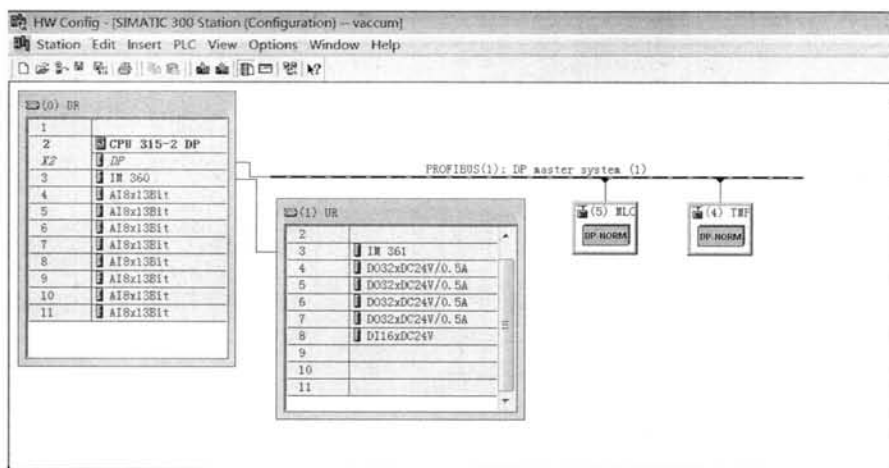 HW Config - [SIMATIC 300 Station (Configuration) -- vaccum]
Station Edit Insert PLC View Options Window Help
(0) UR
1
2 CPU 315-2 DP
X2 DP
3 IM 360
4 AI8x13Bit
5 AI8x13Bit
6 AI8x13Bit
7 AI8x13Bit
8 AI8x13Bit
9 AI8x13Bit
10 AI8x13Bit
11 AI8x13Bit
PROFIBUS(1): DP master system (1)
(5) MLC
DP-NORM
(4) TMP
DP-NORM
(1) UR
2
3 IM 361
4 DO32xDC24V/0.5A
5 DO32xDC24V/0.5A
6 DO32xDC24V/0.5A
7 DO32xDC24V/0.5A
8 DI16xDC24V
9
10
11